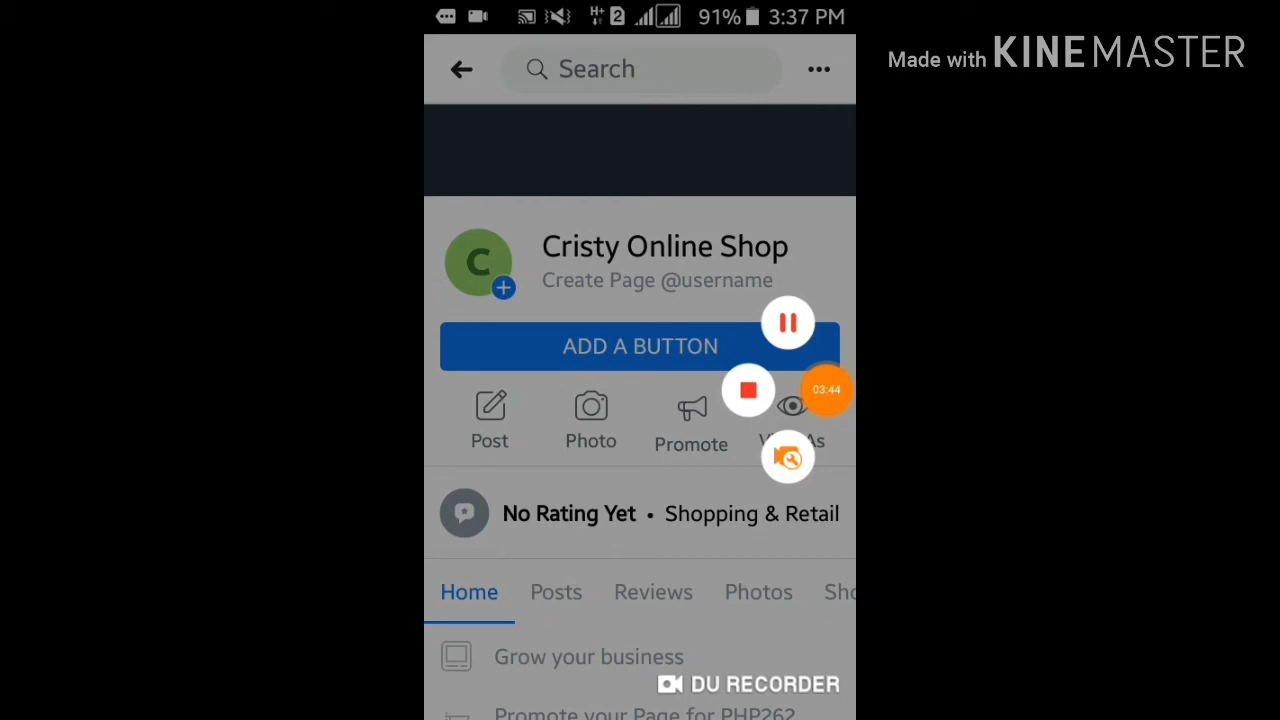 91% 3:37 PM
Made with KINEMASTER
Search
C
Cristy Online Shop
Create Page @username
ADD A BUTTON
03:44
Post Photo Promote
No Rating Yet • Shopping & Retail
Home Posts Reviews Photos Sho
Grow your business
DU RECORDER
Promote your Page for PHP262